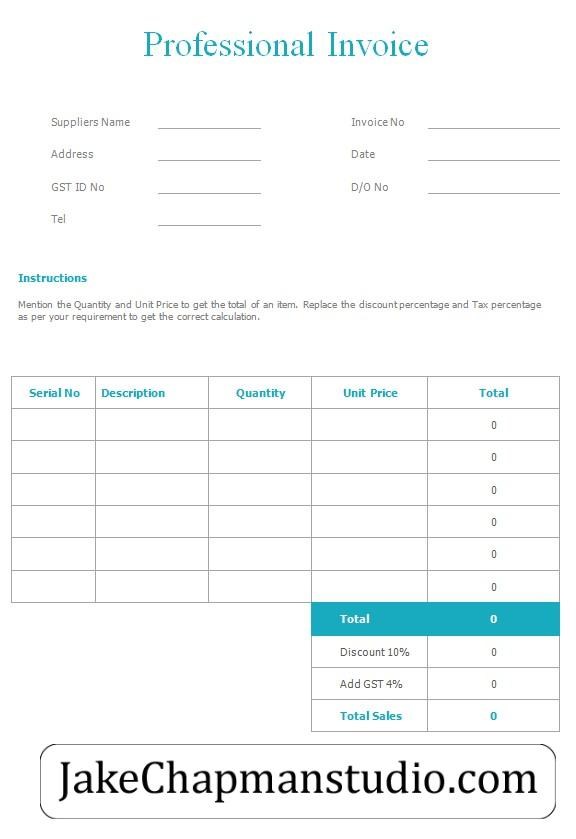 Professional Invoice
Suppliers Name Invoice No
Address Date
GST ID No D/O No
Tel
Instructions
Mention the Quantity and Unit Price to get the total of an item. Replace the discount percentage and Tax percentage
as per your requirement to get the correct calculation.
Serial No Description Quantity Unit Price Total
0
0
0
0
0
0
Total 0
Discount 10% 0
Add GST 4% 0
Total Sales 0
JakeChapmanstudio.com